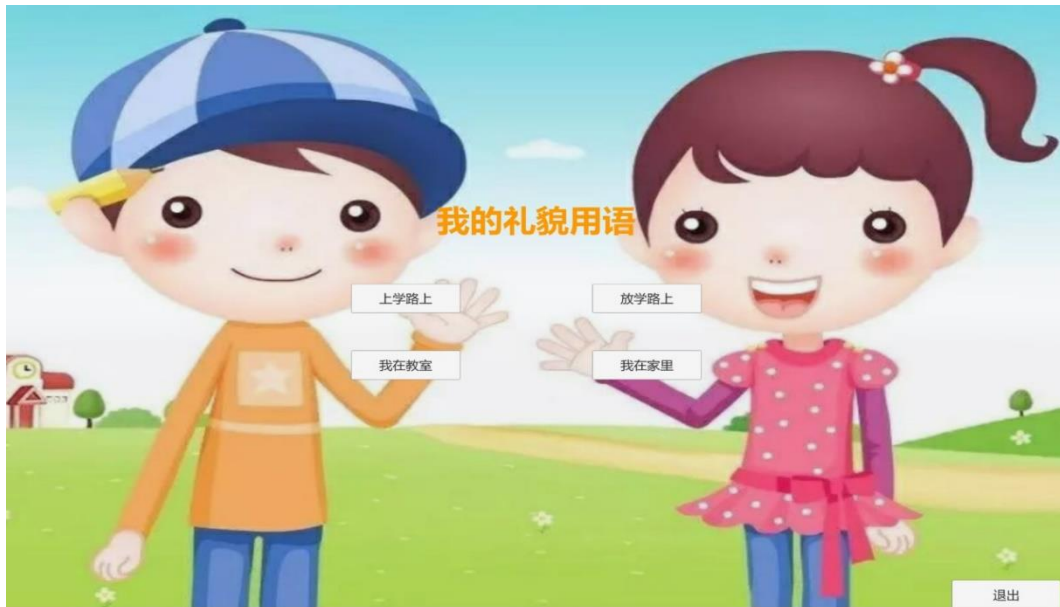 我的礼貌用语
上学路上
放学路上
我在教室
我在家里
退出